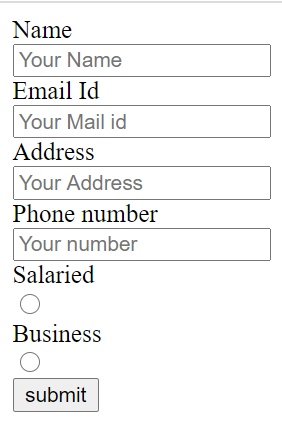 Name
Your Name
Email Id
Your Mail id
Address
Your Address
Phone number
Your number
Salaried
Business
submit